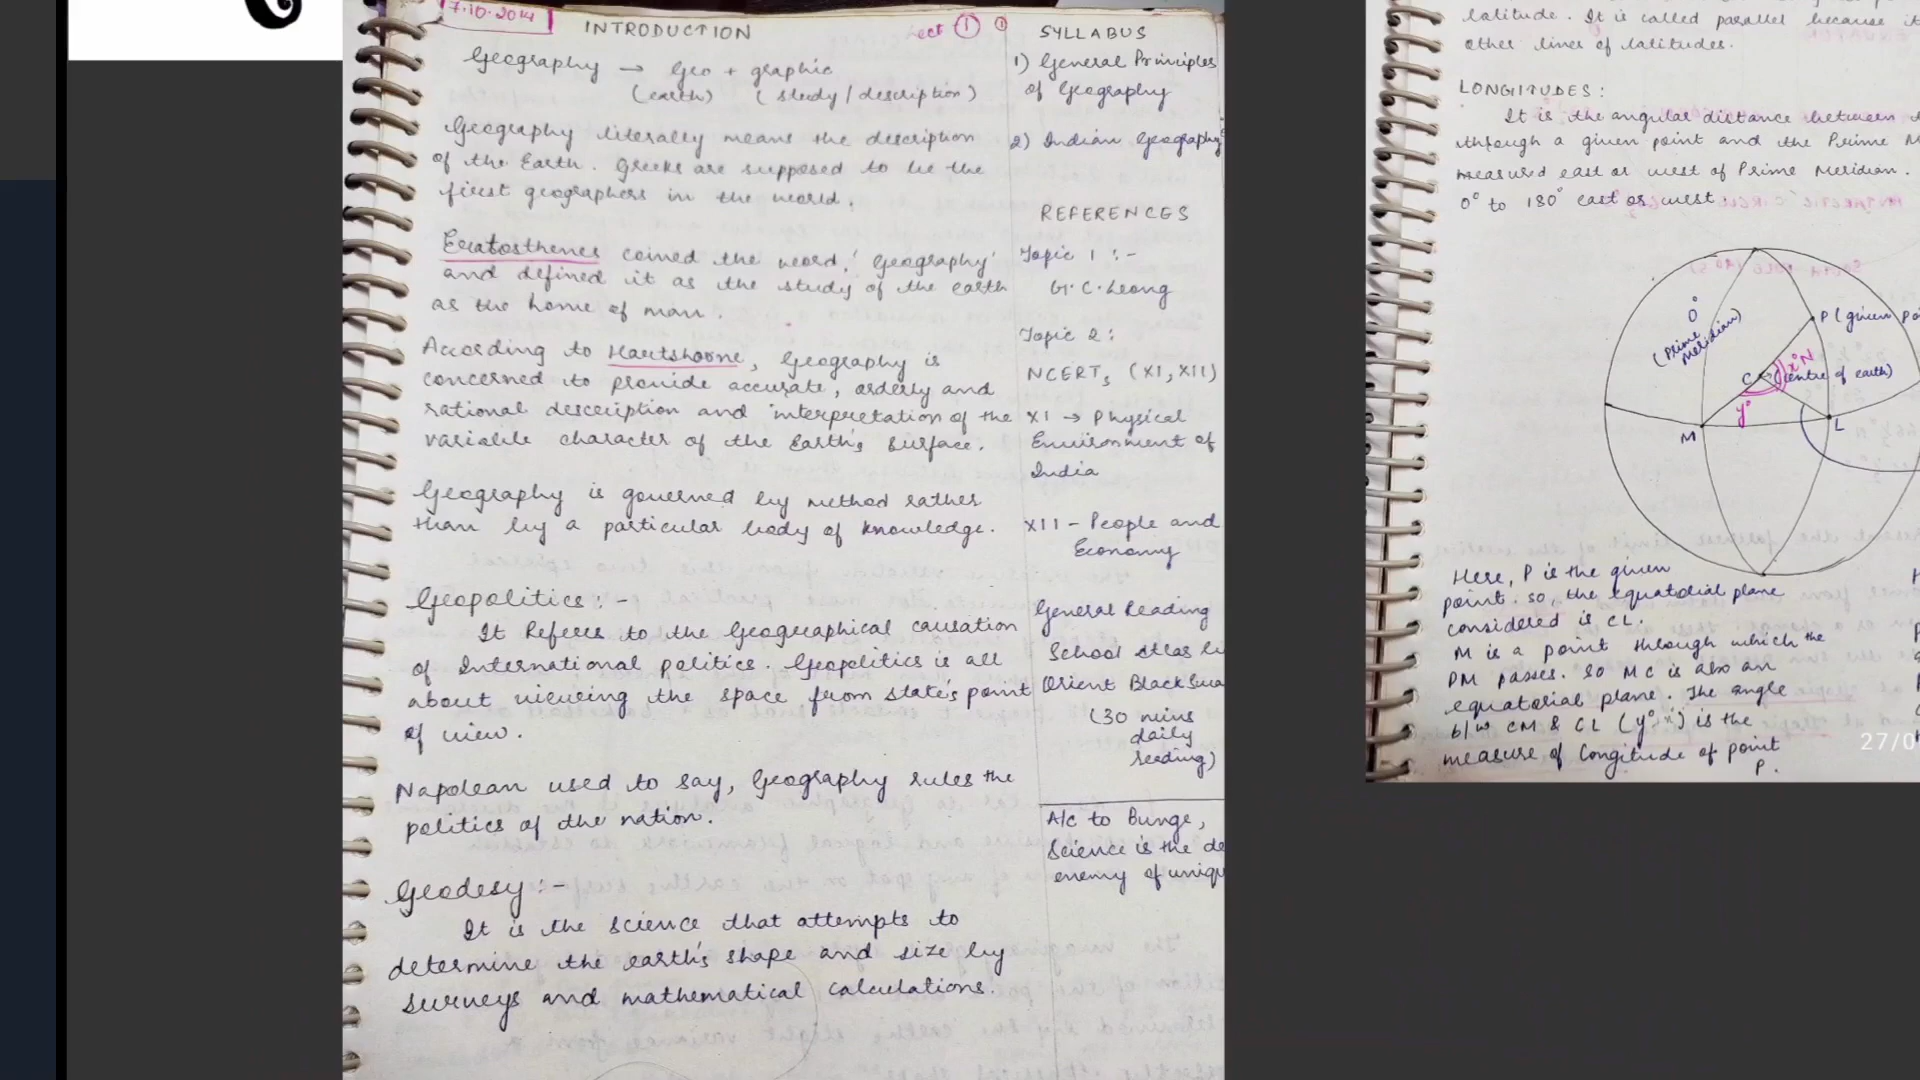 17.10.2014
INTRODUCTION
Lect 1
Geography → Geo + graphic
(earth) (study/description)
Geography literally means the description
of the Earth. Greeks are supposed to be the
first geographers in the world.
Eratosthenes coined the word, 'Geography'
and defined it as the study of the earth
as the home of man.
According to Hartshorne, Geography is
concerned to provide accurate, orderly and
rational description and interpretation of the
variable character of the Earth's surface.
Geography is governed by method rather
than by a particular body of knowledge.
Geopolitics:-
It Referes to the Geographical causation
of International politics. Geopolitics is all
about viewing the space from state's point
of view.
Napolean used to say, Geography rules the
politics of the nation.
Geodesy:-
It is the science that attempts to
determine the earth's shape and size by
surveys and mathematical calculations.
SYLLABUS
1) General Principles
of Geography
2) Indian Geography
REFERENCES
Topic 1 :-
G.C.Leong
Topic 2:
NCERTs (XI, XII)
XI → Physical
Environment of
India
XII - People and
Economy
General Reading
School Atlas
Orient Black
(30 mins
daily
reading)
A/c to Bunge,
Science is the
enemy of
latitude. It is called parallel because it
other lines of latitudes.
LONGITUDES:
It is the angular distance between
through a given point and the Prime M
measured east or west of Prime Meridian.
0° to 180° east or west.
0°
(Prime
Meridian)
P (given
x°N
C (centre of earth)
y°
M
L
Here, P is the given
point. So, the equatorial plane
considered is CL.
M is a point through which the
PM passes. So MC is also an
equatorial plane. The angle
b/w CM & CL (y°) is the
measure of Longitude of point
P.
27/0